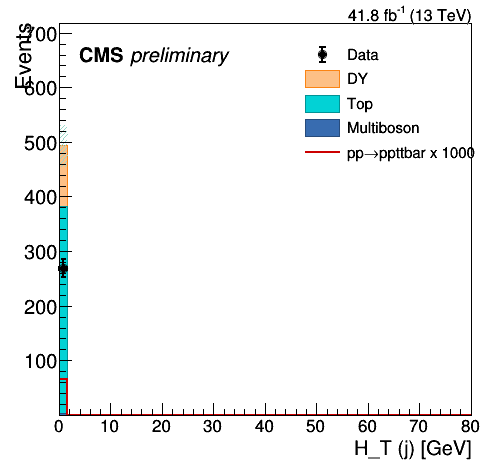 41.8 fb⁻¹ (13 TeV)
Events
CMS preliminary
Data
DY
Top
Multiboson
pp→ppttbar x 1000
700
600
500
400
300
200
100
0 10 20 30 40 50 60 70 80
H_T (j) [GeV]